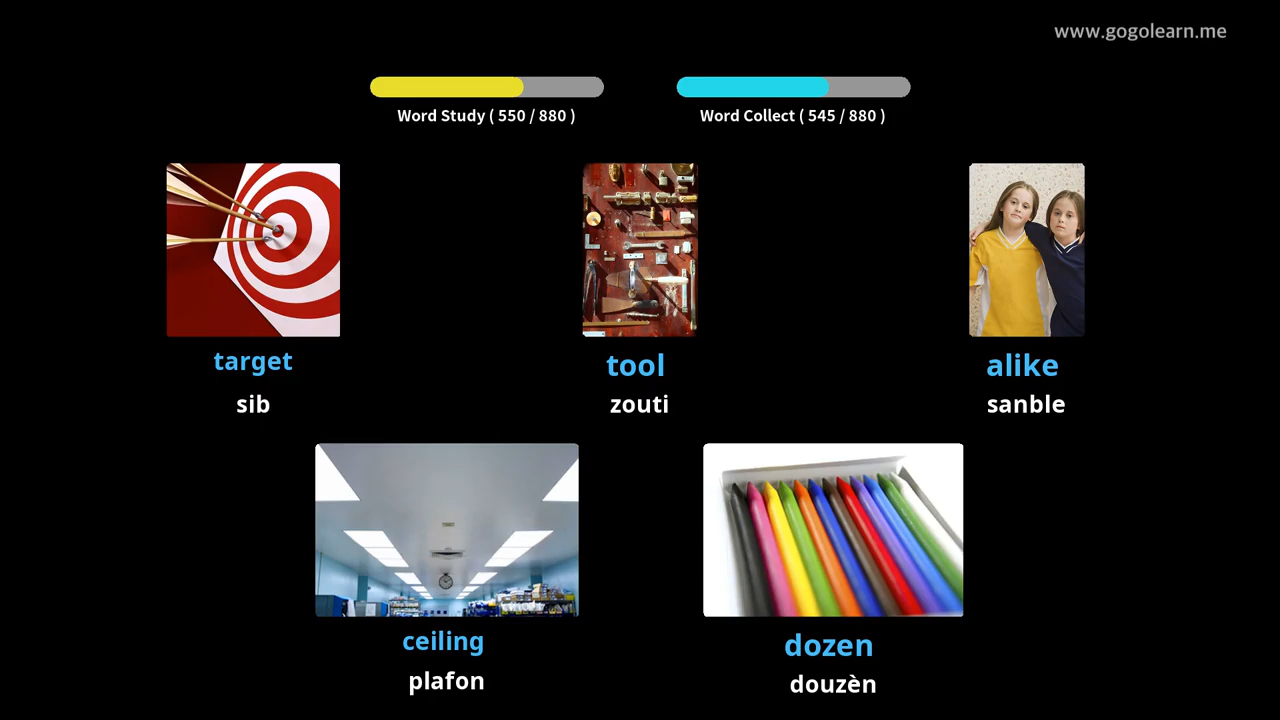 www.gogolearn.me
Word Study ( 550 / 880 )
Word Collect ( 545 / 880 )
target
sib
tool
zouti
alike
sanble
ceiling
plafon
dozen
douzèn